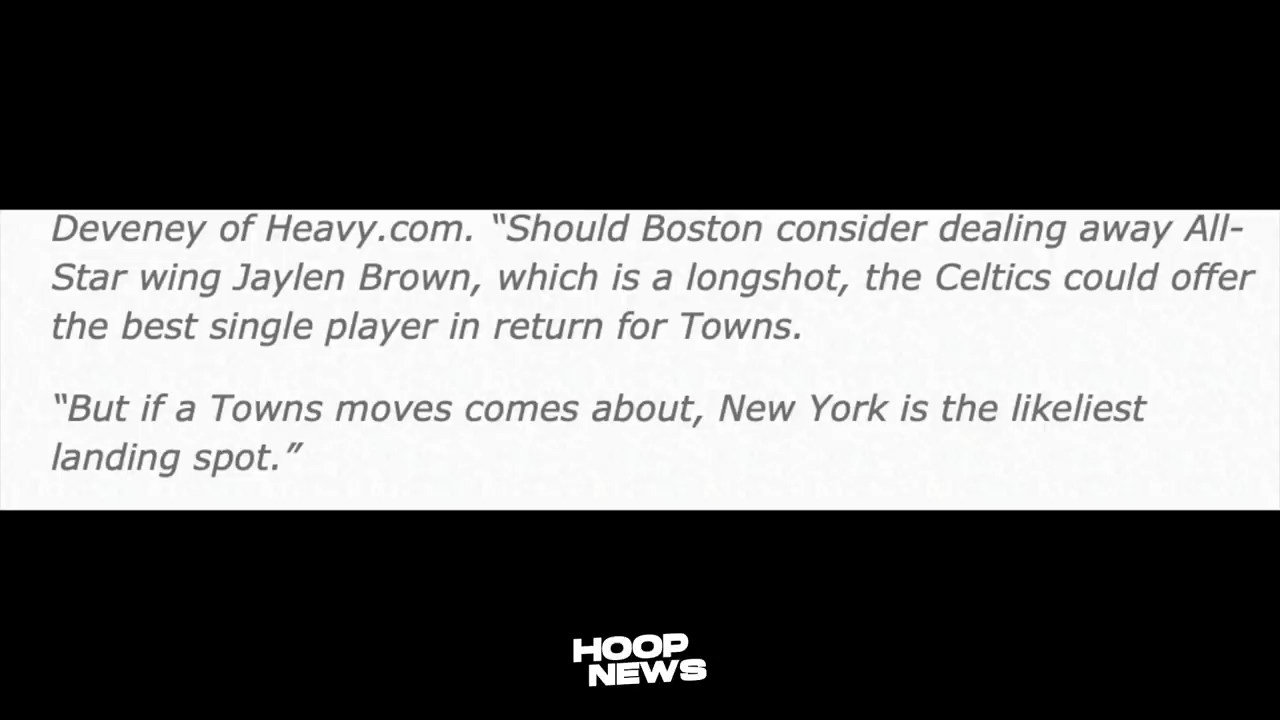 Deveney of Heavy.com. “Should Boston consider dealing away All-
Star wing Jaylen Brown, which is a longshot, the Celtics could offer
the best single player in return for Towns.
“But if a Towns moves comes about, New York is the likeliest
landing spot.”
HOOP
NEWS